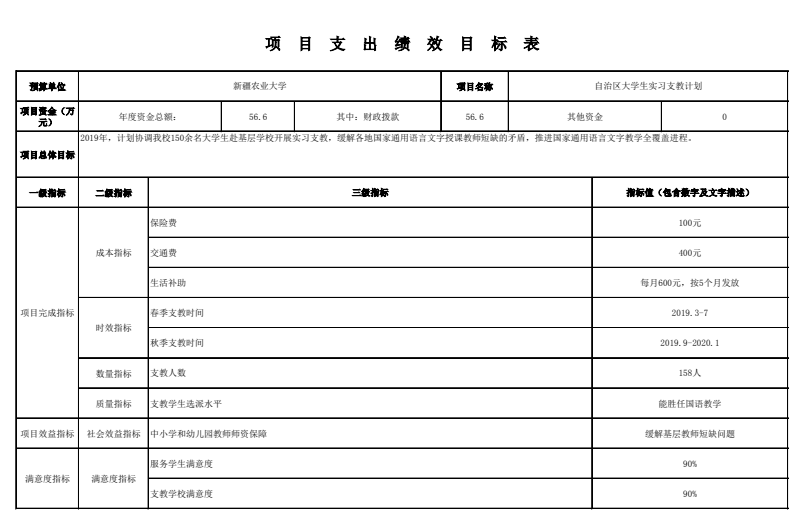 项目支出绩效目标表
预算单位 新疆农业大学 项目名称 自治区大学生实习支教计划
项目资金（万元） 年度资金总额： 56.6 其中：财政拨款 56.6 其他资金 0
项目总体目标 2019年，计划协调我校150余名大学生赴基层学校开展实习支教，缓解各地国家通用语言文字授课教师短缺的矛盾，推进国家通用语言文字教学全覆盖进程。
一级指标 二级指标 三级指标 指标值（包含数字及文字描述）
项目完成指标 成本指标 保险费 100元
交通费 400元
生活补助 每月600元，按5个月发放
时效指标 春季支教时间 2019.3-7
秋季支教时间 2019.9-2020.1
数量指标 支教人数 158人
质量指标 支教学生选派水平 能胜任国语教学
项目效益指标 社会效益指标 中小学和幼儿园教师师资保障 缓解基层教师短缺问题
满意度指标 满意度指标 服务学生满意度 90%
支教学校满意度 90%